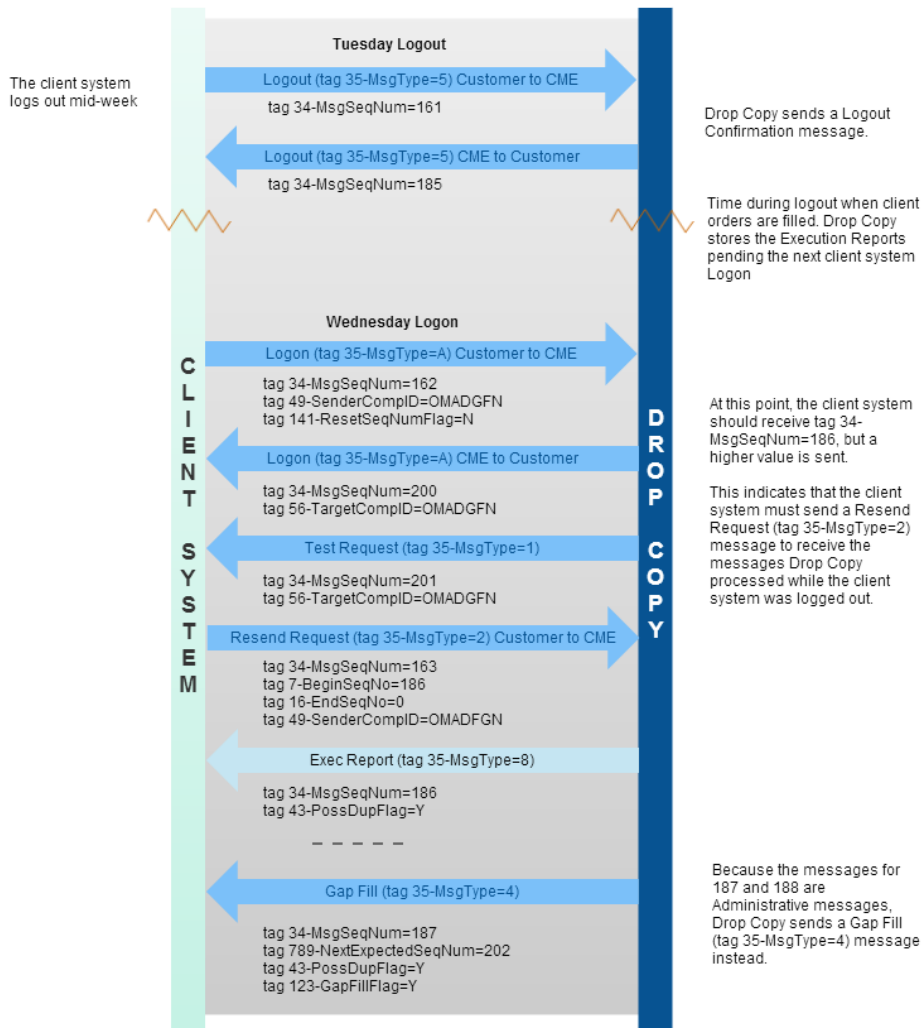 Tuesday Logout
The client system
logs out mid-week
Logout (tag 35-MsgType=5) Customer to CME
tag 34-MsgSeqNum=161
Drop Copy sends a Logout
Confirmation message.
Logout (tag 35-MsgType=5) CME to Customer
tag 34-MsgSeqNum=185
Time during logout when client
orders are filled. Drop Copy
stores the Execution Reports
pending the next client system
Logon
Wednesday Logon
Logon (tag 35-MsgType=A) Customer to CME
tag 34-MsgSeqNum=162
tag 49-SenderCompID=OMADGFN
tag 141-ResetSeqNumFlag=N
CLIENT SYSTEM
DROP COPY
At this point, the client system
should receive tag 34-
MsgSeqNum=186, but a
higher value is sent.
Logon (tag 35-MsgType=A) CME to Customer
tag 34-MsgSeqNum=200
tag 56-TargetCompID=OMADGFN
This indicates that the client
system must send a Resend
Request (tag 35-MsgType=2)
message to receive the
messages Drop Copy
processed while the client
system was logged out.
Test Request (tag 35-MsgType=1)
tag 34-MsgSeqNum=201
tag 56-TargetCompID=OMADGFN
Resend Request (tag 35-MsgType=2) Customer to CME
tag 34-MsgSeqNum=163
tag 7-BeginSeqNo=186
tag 16-EndSeqNo=0
tag 49-SenderCompID=OMADFGN
Exec Report (tag 35-MsgType=8)
tag 34-MsgSeqNum=186
tag 43-PossDupFlag=Y
Gap Fill (tag 35-MsgType=4)
tag 34-MsgSeqNum=187
tag 789-NextExpectedSeqNum=202
tag 43-PossDupFlag=Y
tag 123-GapFillFlag=Y
Because the messages for
187 and 188 are
Administrative messages,
Drop Copy sends a Gap Fill
(tag 35-MsgType=4) message
instead.